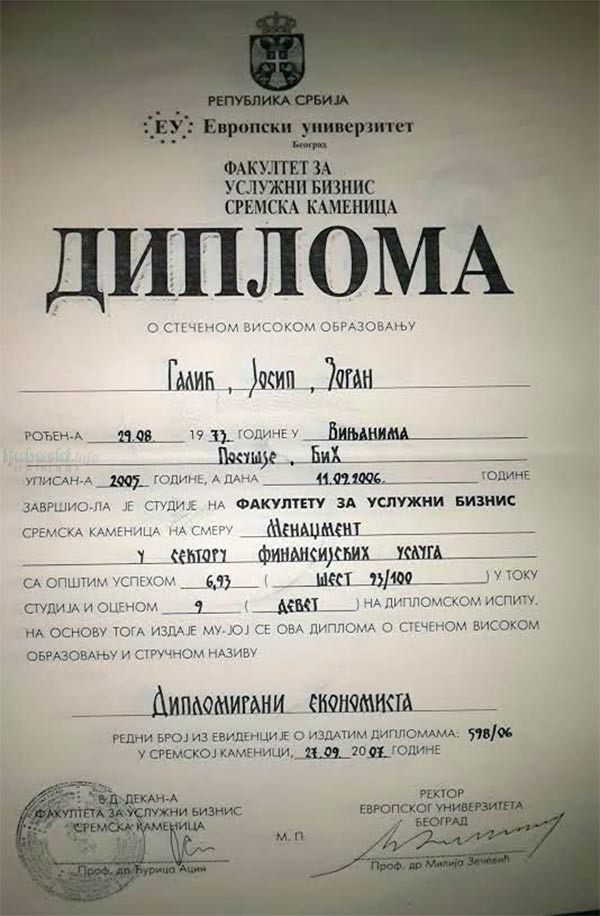 РЕПУБЛИКА СРБИЈА
ЕУ Европски универзитет
Београд
ФАКУЛТЕТ ЗА
УСЛУЖНИ БИЗНИС
СРЕМСКА КАМЕНИЦА
ДИПЛОМА
О СТЕЧЕНОМ ВИСОКОМ ОБРАЗОВАЊУ
Галић, Јосип, Зоран
РОЂЕН-А 29.08. 1973. ГОДИНЕ У Вињанима
Посушје, БиХ
УПИСАН-А 2005 ГОДИНЕ, А ДАНА 11.09.2006. ГОДИНЕ
ЗАВРШИО-ЛА ЈЕ СТУДИЈЕ НА ФАКУЛТЕТУ ЗА УСЛУЖНИ БИЗНИС
СРЕМСКА КАМЕНИЦА НА СМЕРУ Менаџмент
у сектору финансијских услуга
СА ОПШТИМ УСПЕХОМ 6,93 ( шест 93/100 ) У ТОКУ
СТУДИЈА И ОЦЕНОМ 9 ( девет ) НА ДИПЛОМСКОМ ИСПИТУ.
НА ОСНОВУ ТОГА ИЗДАЈЕ МУ-ЈОЈ СЕ ОВА ДИПЛОМА О СТЕЧЕНОМ ВИСОКОМ
ОБРАЗОВАЊУ И СТРУЧНОМ НАЗИВУ
Дипломирани економиста
РЕДНИ БРОЈ ИЗ ЕВИДЕНЦИЈЕ О ИЗДАТИМ ДИПЛОМАМА: 598/06
У СРЕМСКОЈ КАМЕНИЦИ, 27.09 2007 ГОДИНЕ
В.Д. ДЕКАН-А
ФАКУЛТЕТА ЗА УСЛУЖНИ БИЗНИС
СРЕМСКА КАМЕНИЦА
Проф. др Ђурица Ацин
М. П.
РЕКТОР
ЕВРОПСКОГ УНИВЕРЗИТЕТА
БЕОГРАД
Проф. др Милија Зечевић